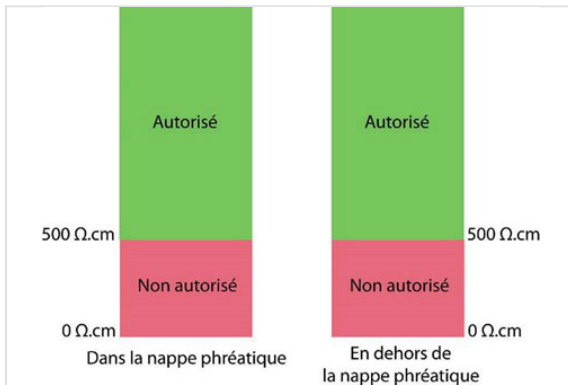 Autorisé
500 Ω.cm
Non autorisé
0 Ω.cm
Dans la nappe phréatique
Autorisé
500 Ω.cm
Non autorisé
0 Ω.cm
En dehors de
la nappe phréatique